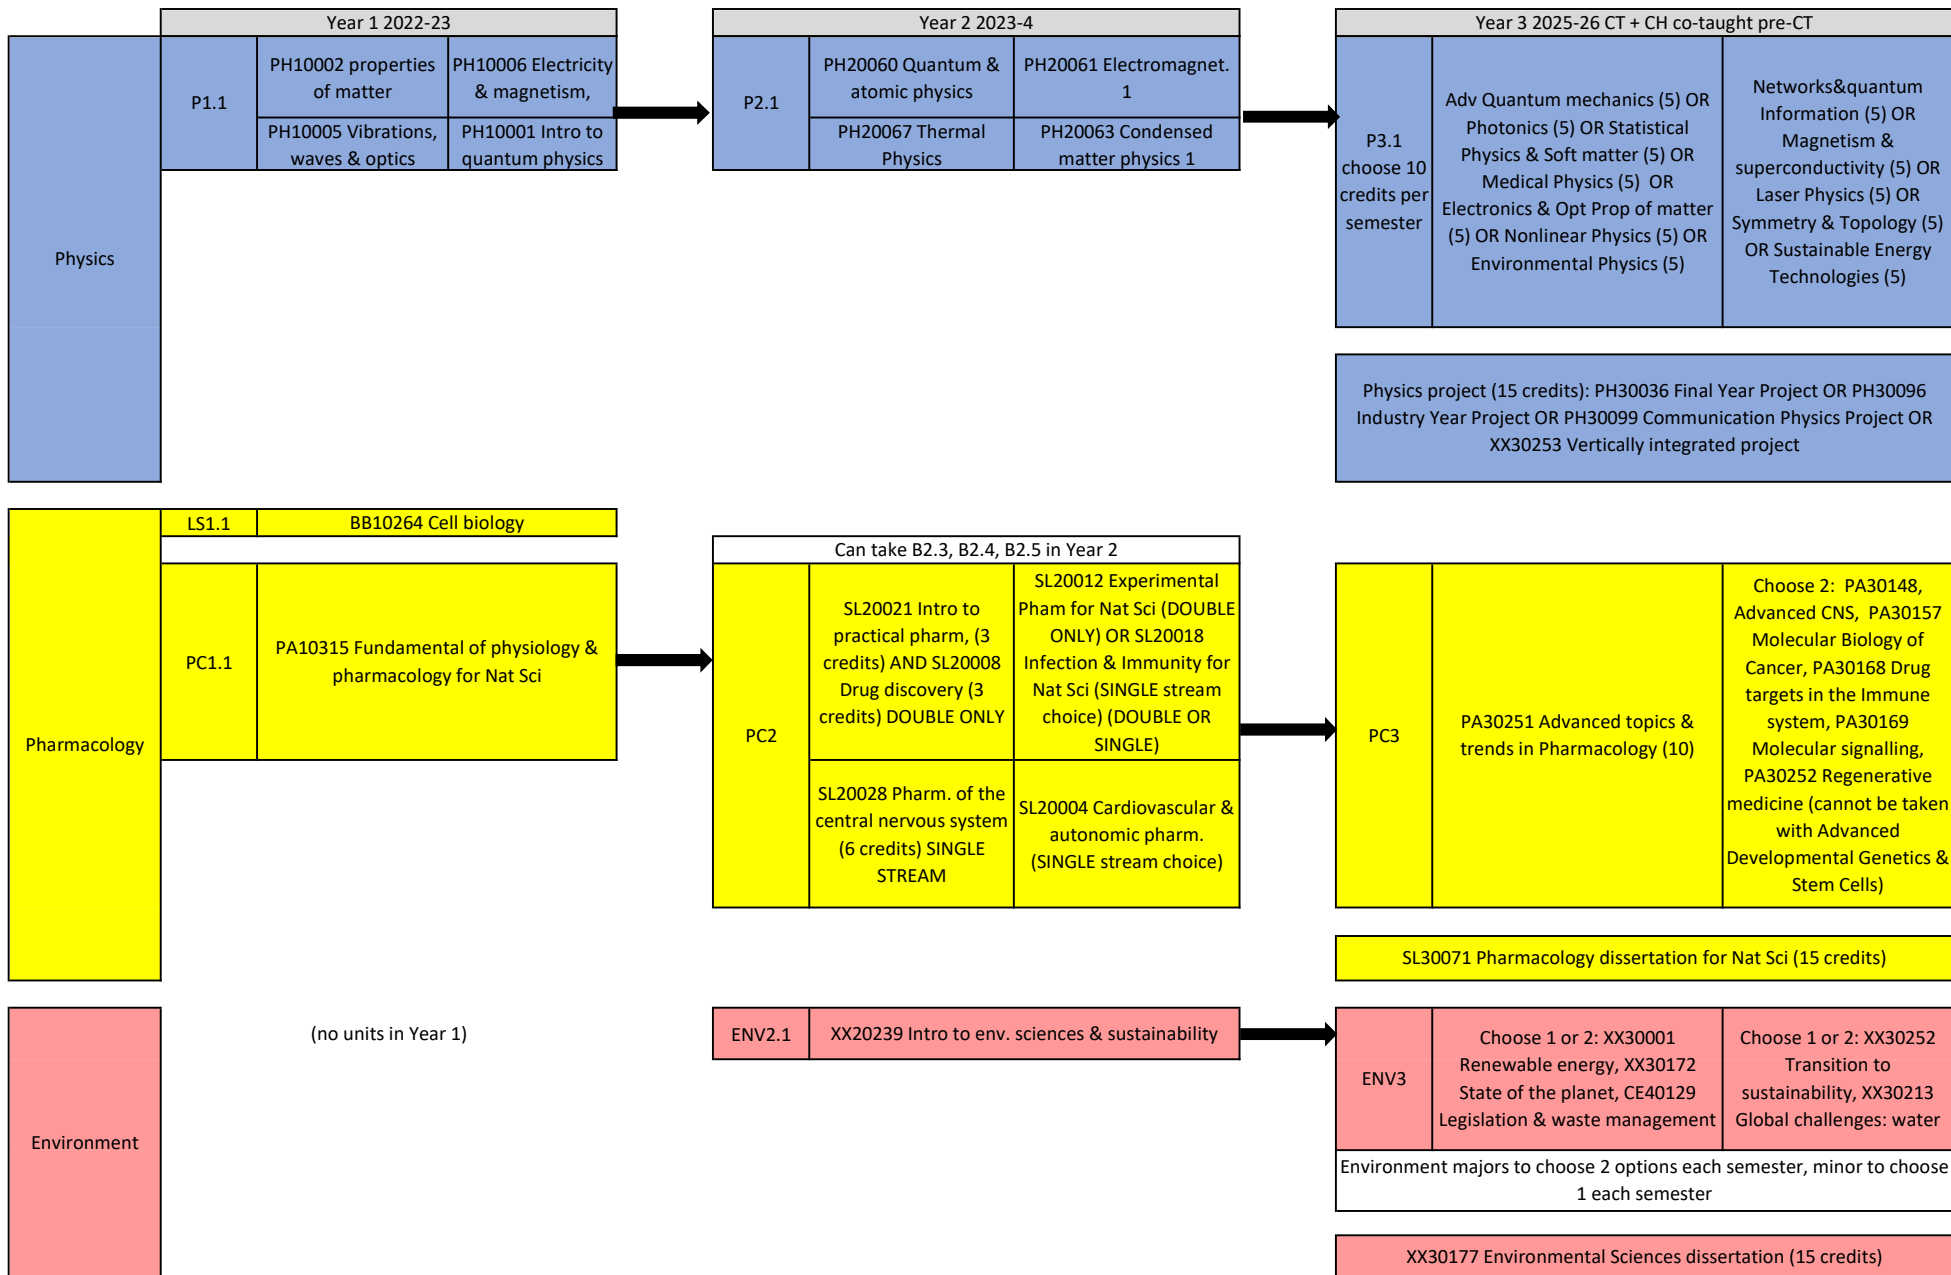 Year 1 2022-23
Year 2 2023-4
Year 3 2025-26 CT + CH co-taught pre-CT
Physics
P1.1
PH10002 properties
of matter
PH10006 Electricity
& magnetism,
PH10005 Vibrations,
waves & optics
PH10001 Intro to
quantum physics
P2.1
PH20060 Quantum &
atomic physics
PH20061 Electromagnet.
1
PH20067 Thermal
Physics
PH20063 Condensed
matter physics 1
P3.1
choose 10
credits per
semester
Adv Quantum mechanics (5) OR
Photonics (5) OR Statistical
Physics & Soft matter (5) OR
Medical Physics (5) OR
Electronics & Opt Prop of matter
(5) OR Nonlinear Physics (5) OR
Environmental Physics (5)
Networks&quantum
Information (5) OR
Magnetism &
superconductivity (5) OR
Laser Physics (5) OR
Symmetry & Topology (5)
OR Sustainable Energy
Technologies (5)
Physics project (15 credits): PH30036 Final Year Project OR PH30096
Industry Year Project OR PH30099 Communication Physics Project OR
XX30253 Vertically integrated project
Pharmacology
LS1.1
BB10264 Cell biology
PC1.1
PA10315 Fundamental of physiology &
pharmacology for Nat Sci
Can take B2.3, B2.4, B2.5 in Year 2
PC2
SL20021 Intro to
practical pharm, (3
credits) AND SL20008
Drug discovery (3
credits) DOUBLE ONLY
SL20012 Experimental
Pham for Nat Sci (DOUBLE
ONLY) OR SL20018
Infection & Immunity for
Nat Sci (SINGLE stream
choice) (DOUBLE OR
SINGLE)
SL20028 Pharm. of the
central nervous system
(6 credits) SINGLE
STREAM
SL20004 Cardiovascular &
autonomic pharm.
(SINGLE stream choice)
PC3
PA30251 Advanced topics &
trends in Pharmacology (10)
Choose 2: PA30148,
Advanced CNS, PA30157
Molecular Biology of
Cancer, PA30168 Drug
targets in the Immune
system, PA30169
Molecular signalling,
PA30252 Regenerative
medicine (cannot be taken
with Advanced
Developmental Genetics &
Stem Cells)
SL30071 Pharmacology dissertation for Nat Sci (15 credits)
Environment
(no units in Year 1)
ENV2.1
XX20239 Intro to env. sciences & sustainability
ENV3
Choose 1 or 2: XX30001
Renewable energy, XX30172
State of the planet, CE40129
Legislation & waste management
Choose 1 or 2: XX30252
Transition to
sustainability, XX30213
Global challenges: water
Environment majors to choose 2 options each semester, minor to choose
1 each semester
XX30177 Environmental Sciences dissertation (15 credits)